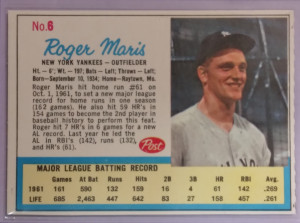 No.6
Roger Maris
NEW YORK YANKEES — OUTFIELDER
Ht. — 6'; Wt. — 197; Bats — Left; Throws — Left;
Born—September 10, 1934; Home—Raytown, Mo.
Roger Maris hit home run #61 on
Oct. 1, 1961, to set a new major league
record for home runs in one season
(162 games). He also hit 59 HR's in
154 games to become the 2nd player in
baseball history to perform this feat.
Roger hit 7 HR's in 6 games for a new
AL record. Last year he led the
AL in RBI's (142), runs (132),
and HR's (61).
Post
MAJOR LEAGUE BATTING RECORD
Games At Bat Runs Hits 2B 3B HR RBI Avg.
1961 161 590 132 159 16 4 61 142 .269
LIFE 685 2,463 447 642 83 158 .261